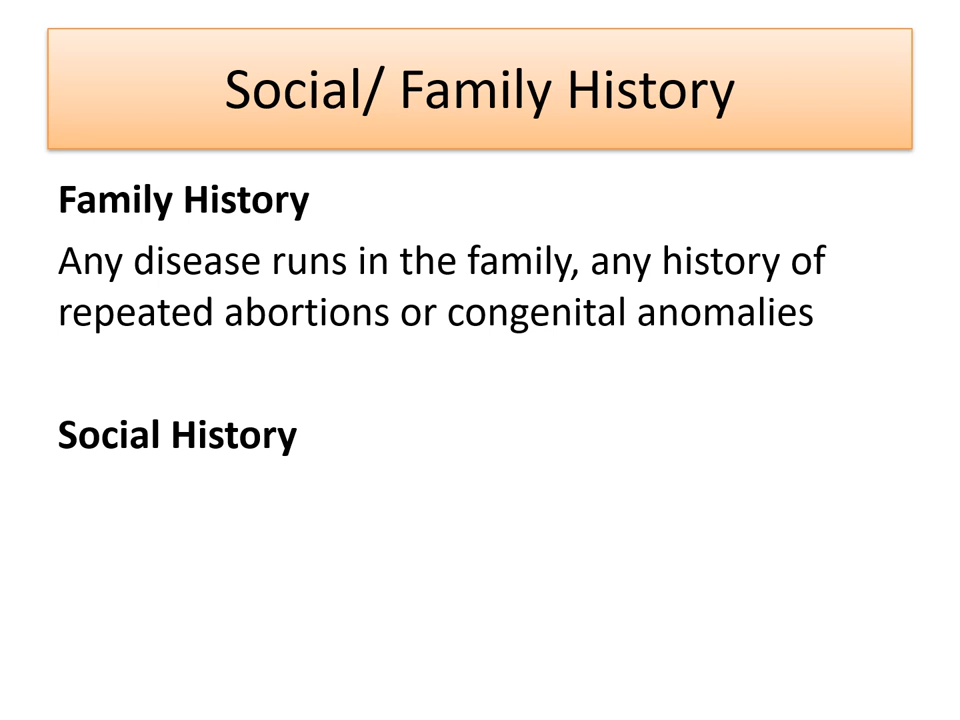 Social/ Family History
Family History
Any disease runs in the family, any history of
repeated abortions or congenital anomalies
Social History